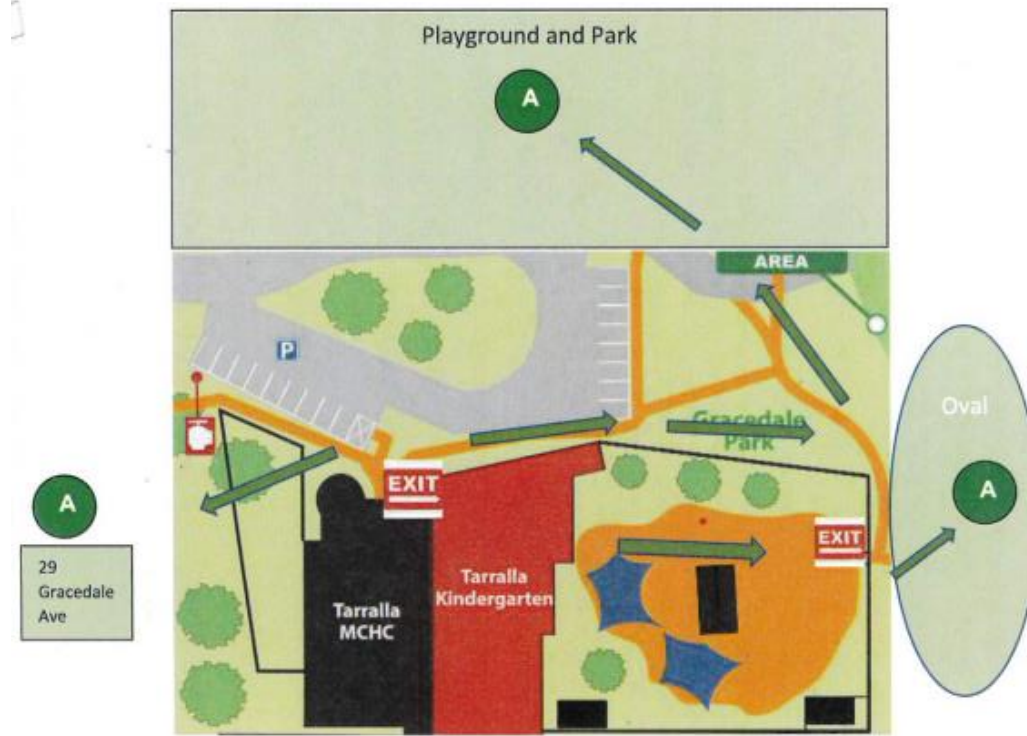 Playground and Park
A
AREA
P
Gracedale
Park
Oval
A
A
EXIT
EXIT
29
Gracedale
Ave
Tarralla
Kindergarten
Tarralla
MCHC